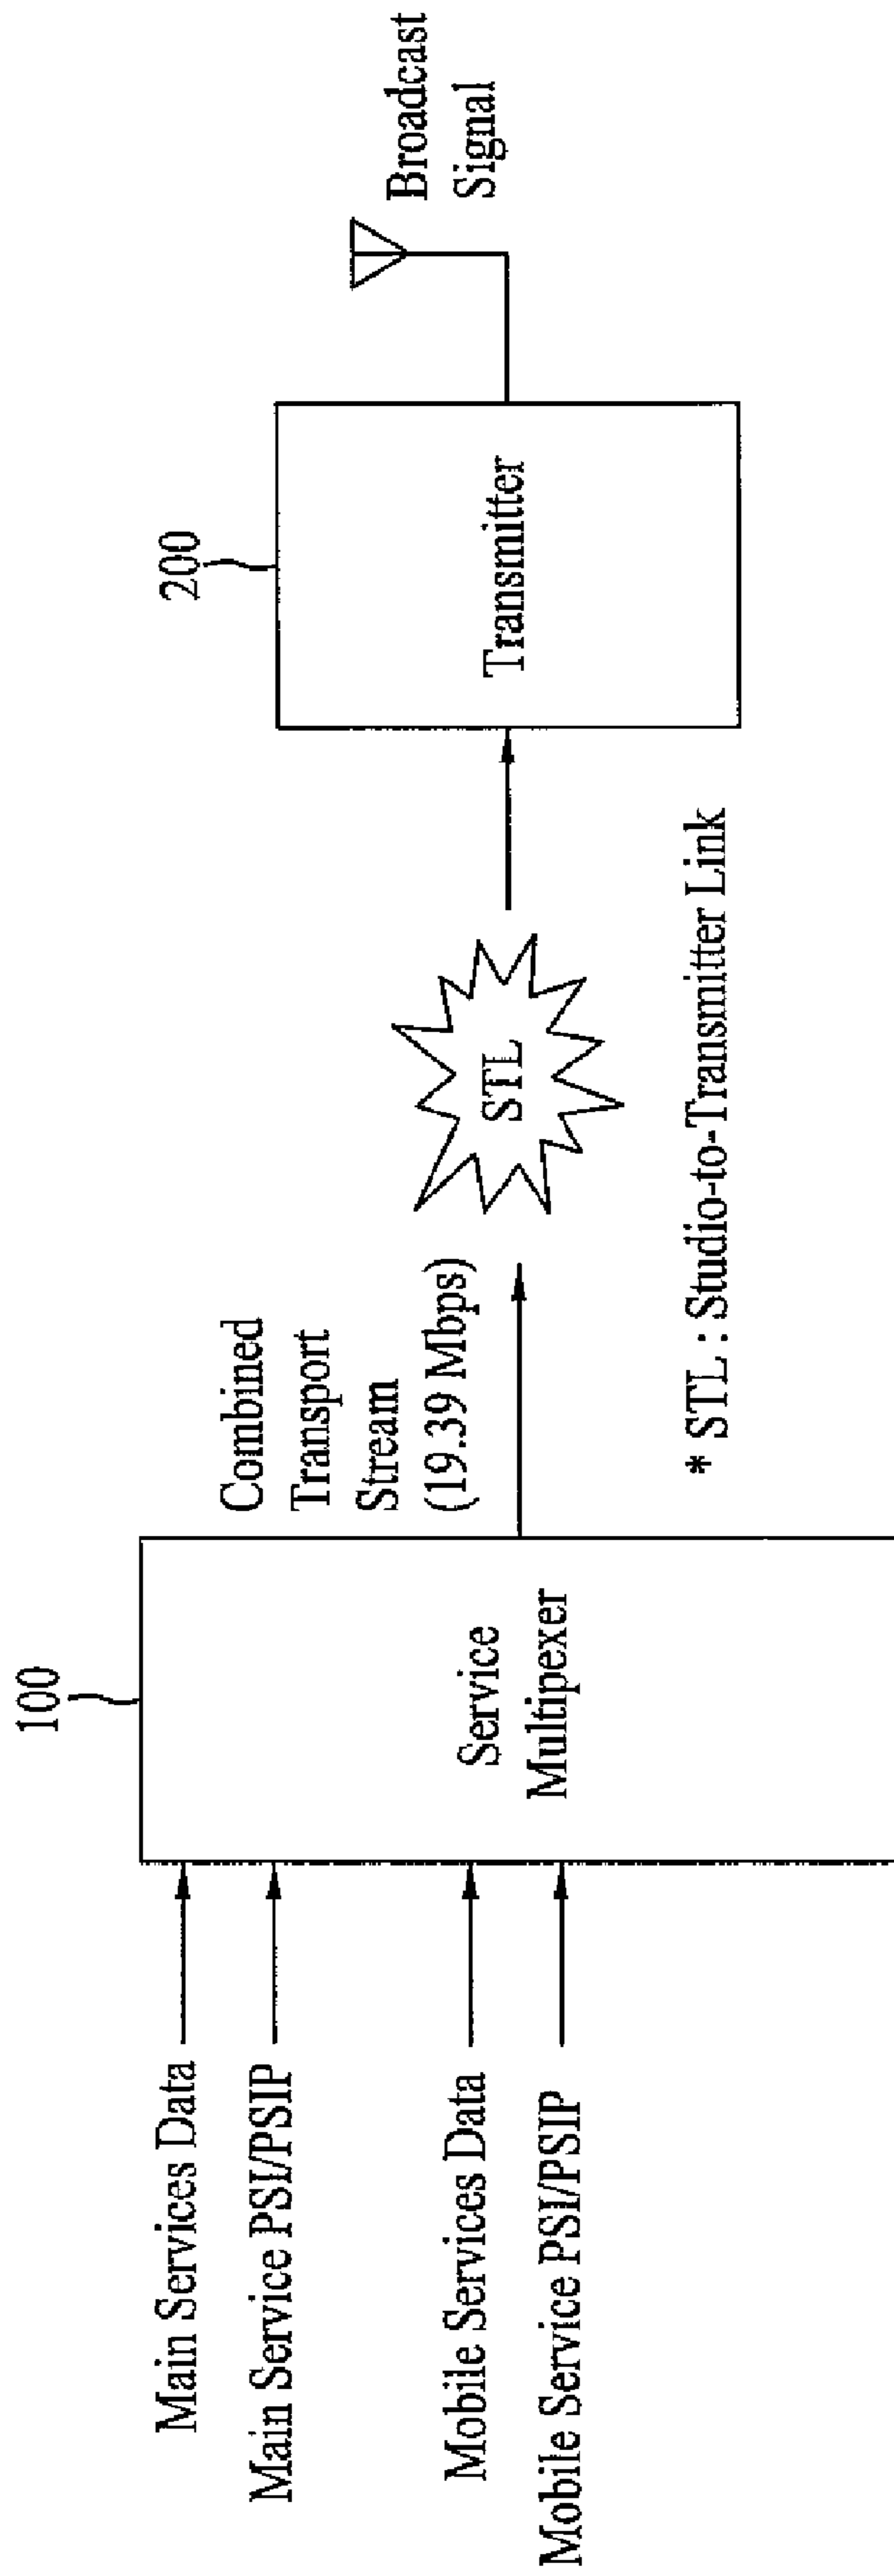 Main Services Data
Main Service PSI/PSIP
Mobile Services Data
Mobile Service PSI/PSIP
100
Service
Multipexer
Combined
Transport
Stream
(19.39 Mbps)
STL
* STL : Studio-to-Transmitter Link
200
Transmitter
Broadcast
Signal